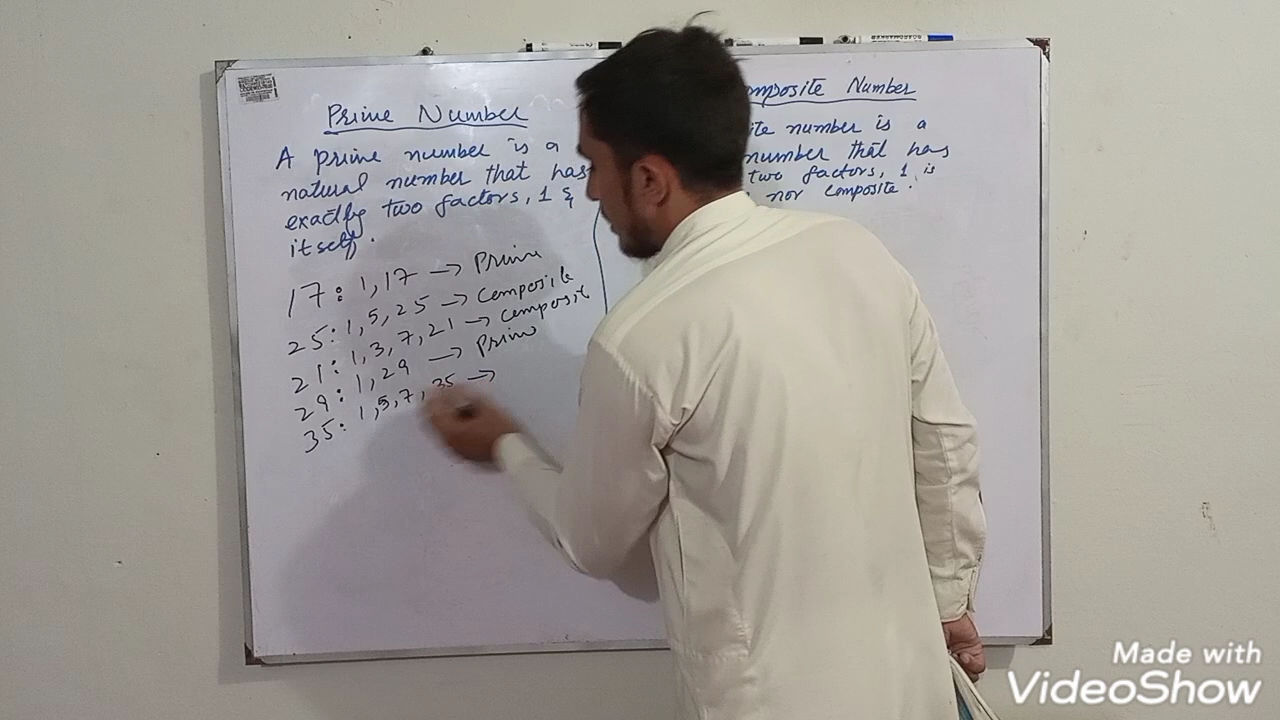 Prime Number
A prime number is a
natural number that has
exactly two factors, 1 &
itself.
17: 1, 17 → Prime
25: 1, 5, 25 → Composite
21: 1, 3, 7, 21 → Composite
29: 1, 29 → Prime
35: 1, 5, 7, 35 →
omposite Number
ite number is a
number that has
two factors, 1 is
nor composite.
Made with
VideoShow